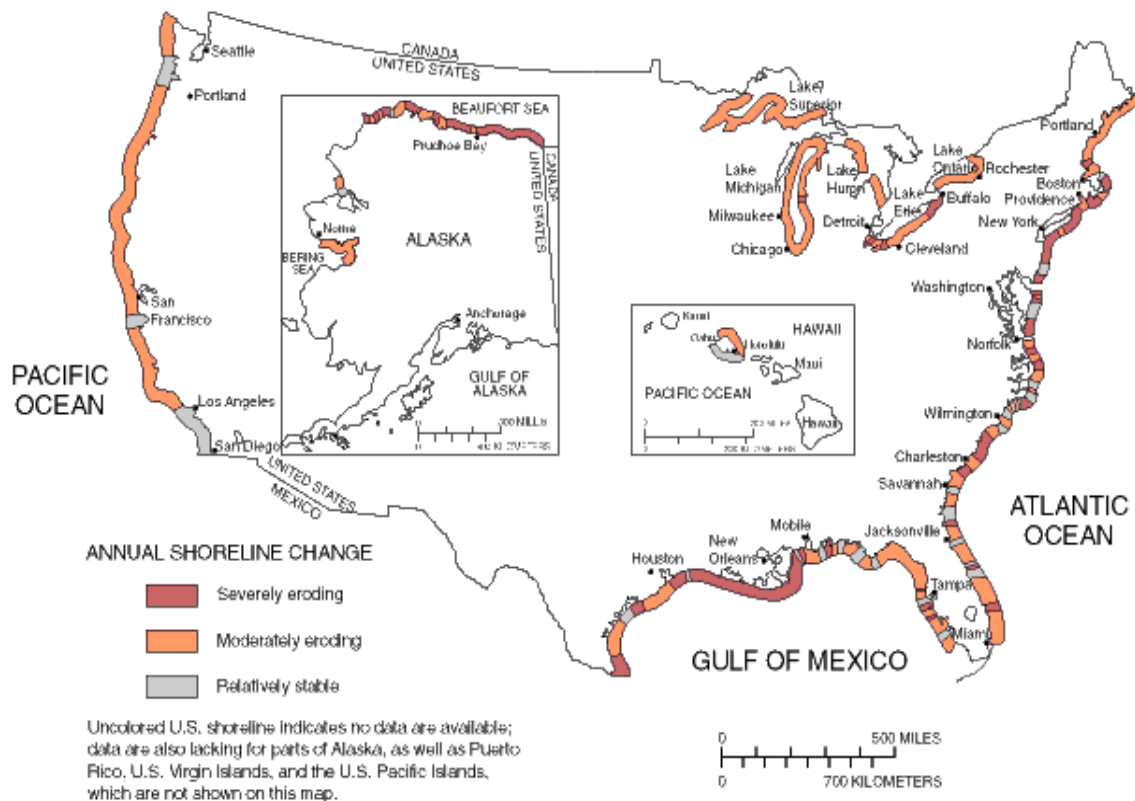 CANADA
UNITED STATES
Seattle
Portland
San
Francisco
PACIFIC
OCEAN
Los Angeles
San Diego
UNITED STATES
MEXICO
BEAUFORT SEA
Prudhoe Bay
CANADA
UNITED STATES
Nome
ALASKA
BERING
SEA
Anchorage
GULF OF
ALASKA
0
0
HAWAII
Kauai
Oahu
Honolulu
Maui
PACIFIC OCEAN
Hawaii
0
0
Lake
Superior
Lake
Michigan
Lake
Huron
Lake
Ontario
Lake
Erie
Milwaukee
Chicago
Detroit
Cleveland
Rochester
Buffalo
Portland
Boston
Providence
New York
Washington
Norfolk
Wilmington
Charleston
Savannah
Jacksonville
Tampa
Miami
ATLANTIC
OCEAN
Mobile
New
Orleans
Houston
GULF OF MEXICO
ANNUAL SHORELINE CHANGE
Severely eroding
Moderately eroding
Relatively stable
Uncolored U.S. shoreline indicates no data are available;
data are also lacking for parts of Alaska, as well as Puerto
Rico, U.S. Virgin Islands, and the U.S. Pacific Islands,
which are not shown on this map.
0 500 MILES
0 700 KILOMETERS